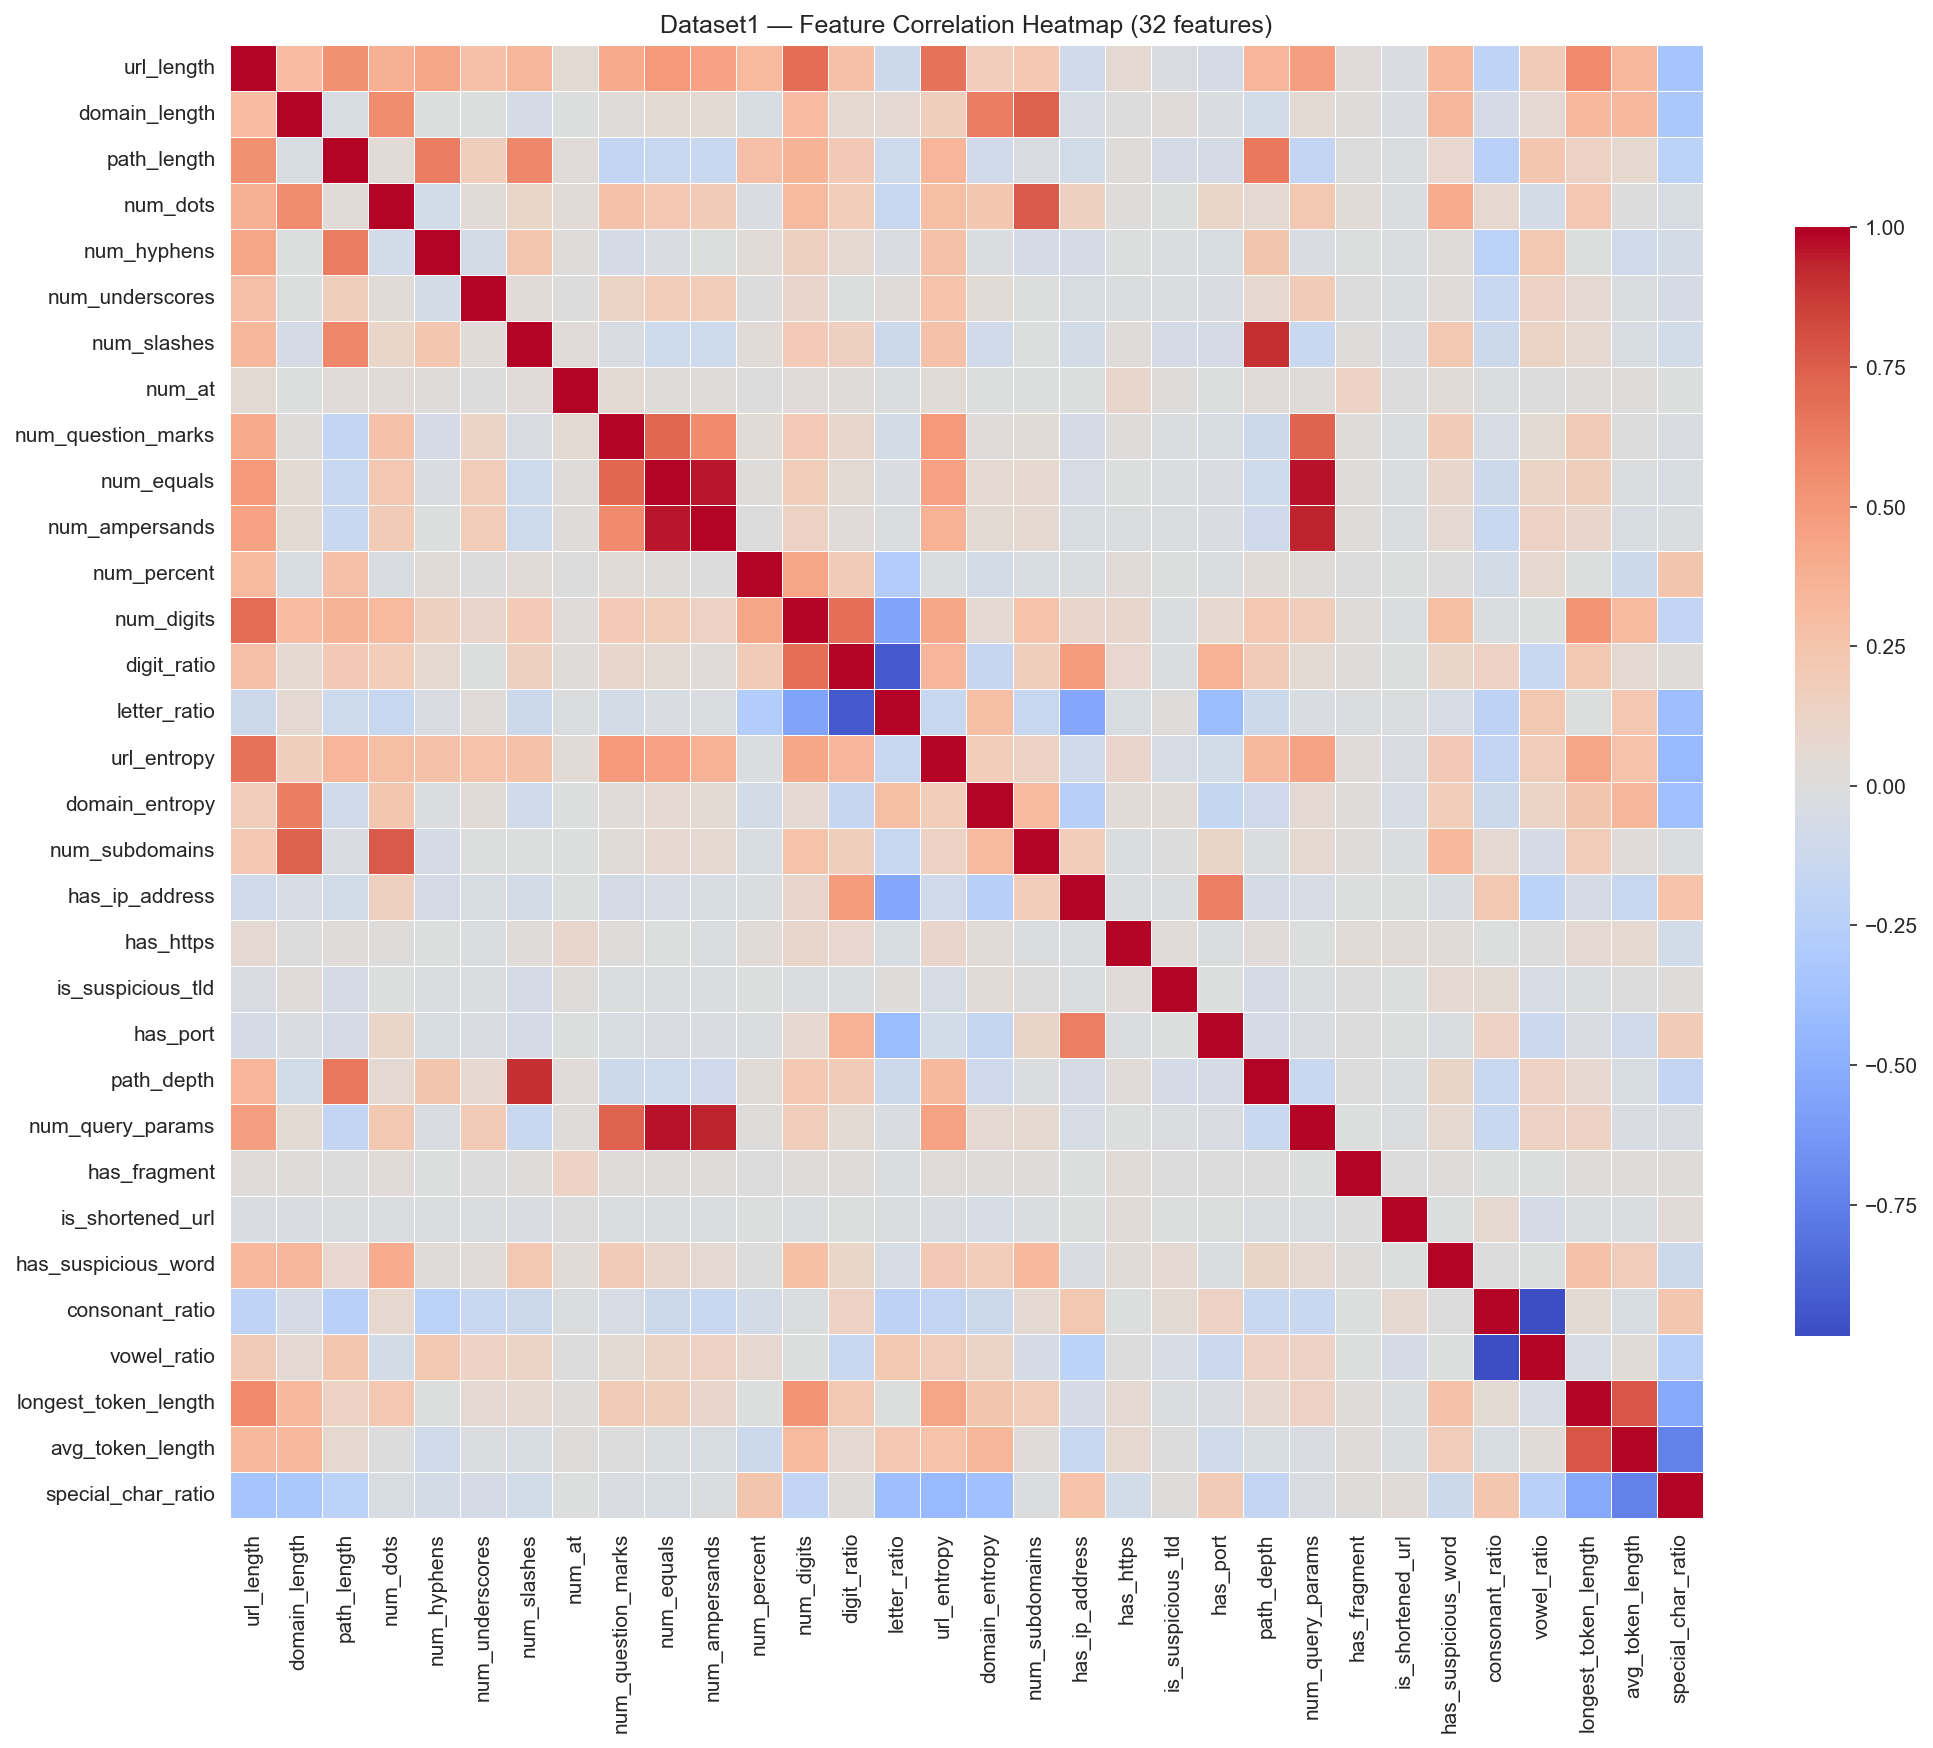 Dataset1 — Feature Correlation Heatmap (32 features)
url_length
domain_length
path_length
num_dots
num_hyphens
num_underscores
num_slashes
num_at
num_question_marks
num_equals
num_ampersands
num_percent
num_digits
digit_ratio
letter_ratio
url_entropy
domain_entropy
num_subdomains
has_ip_address
has_https
is_suspicious_tld
has_port
path_depth
num_query_params
has_fragment
is_shortened_url
has_suspicious_word
consonant_ratio
vowel_ratio
longest_token_length
avg_token_length
special_char_ratio
url_length
domain_length
path_length
num_dots
num_hyphens
num_underscores
num_slashes
num_at
num_question_marks
num_equals
num_ampersands
num_percent
num_digits
digit_ratio
letter_ratio
url_entropy
domain_entropy
num_subdomains
has_ip_address
has_https
is_suspicious_tld
has_port
path_depth
num_query_params
has_fragment
is_shortened_url
has_suspicious_word
consonant_ratio
vowel_ratio
longest_token_length
avg_token_length
special_char_ratio
1.00
0.75
0.50
0.25
0.00
−0.25
−0.50
−0.75